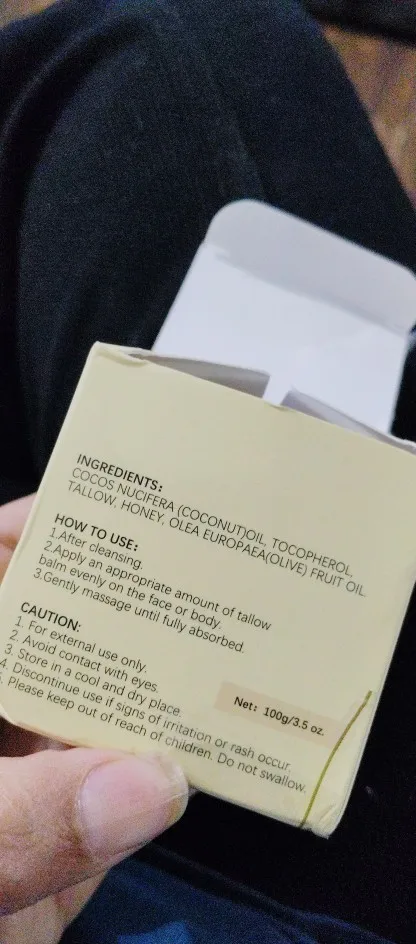 INGREDIENTS:
COCOS NUCIFERA (COCONUT)OIL, TOCOPHEROL,
TALLOW, HONEY, OLEA EUROPAEA(OLIVE) FRUIT OIL.
HOW TO USE:
1.After cleansing.
2.Apply an appropriate amount of tallow
balm evenly on the face or body.
3.Gently massage until fully absorbed.
CAUTION:
1. For external use only.
2. Avoid contact with eyes.
3. Store in a cool and dry place.
4. Discontinue use if signs of irritation or rash occur.
5. Please keep out of reach of children. Do not swallow.
Net: 100g/3.5 oz.